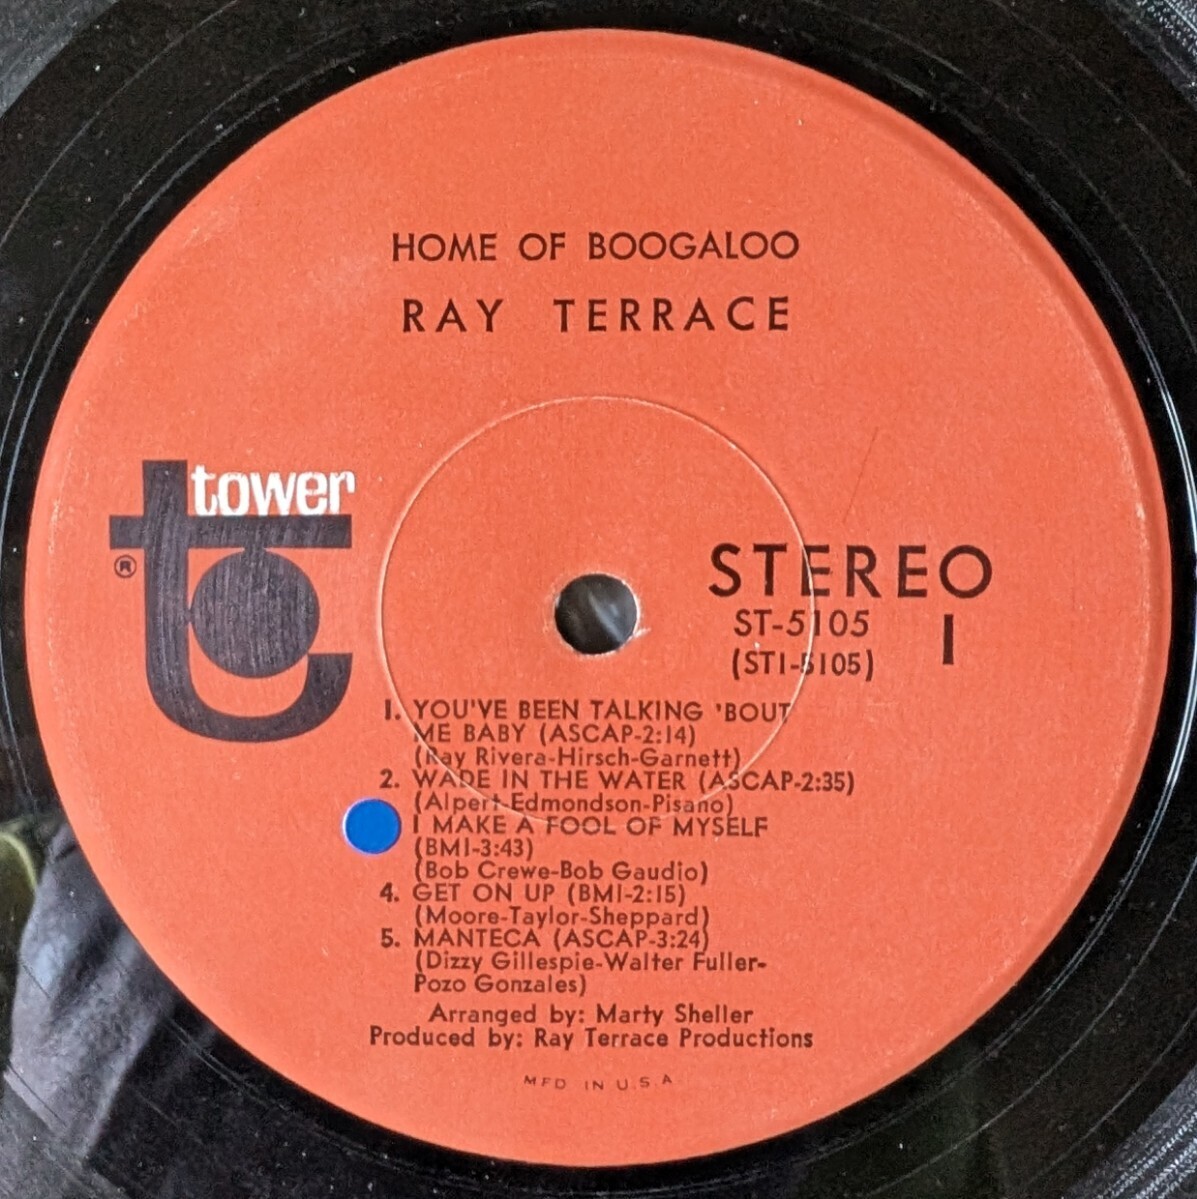 HOME OF BOOGALOO
RAY TERRACE
tower
®
STEREO
ST-5105
(ST1-5105)
1
1. YOU'VE BEEN TALKING 'BOUT
ME BABY (ASCAP-2:14)
(Ray Rivera-Hirsch-Garnett)
2. WADE IN THE WATER (ASCAP-2:35)
(Alpert-Edmondson-Pisano)
I MAKE A FOOL OF MYSELF
(BMI-3:43)
(Bob Crewe-Bob Gaudio)
4. GET ON UP (BMI-2:15)
(Moore-Taylor-Sheppard)
5. MANTECA (ASCAP-3:24)
(Dizzy Gillespie-Walter Fuller-
Pozo Gonzales)
Arranged by: Marty Sheller
Produced by: Ray Terrace Productions
MFD IN U.S.A